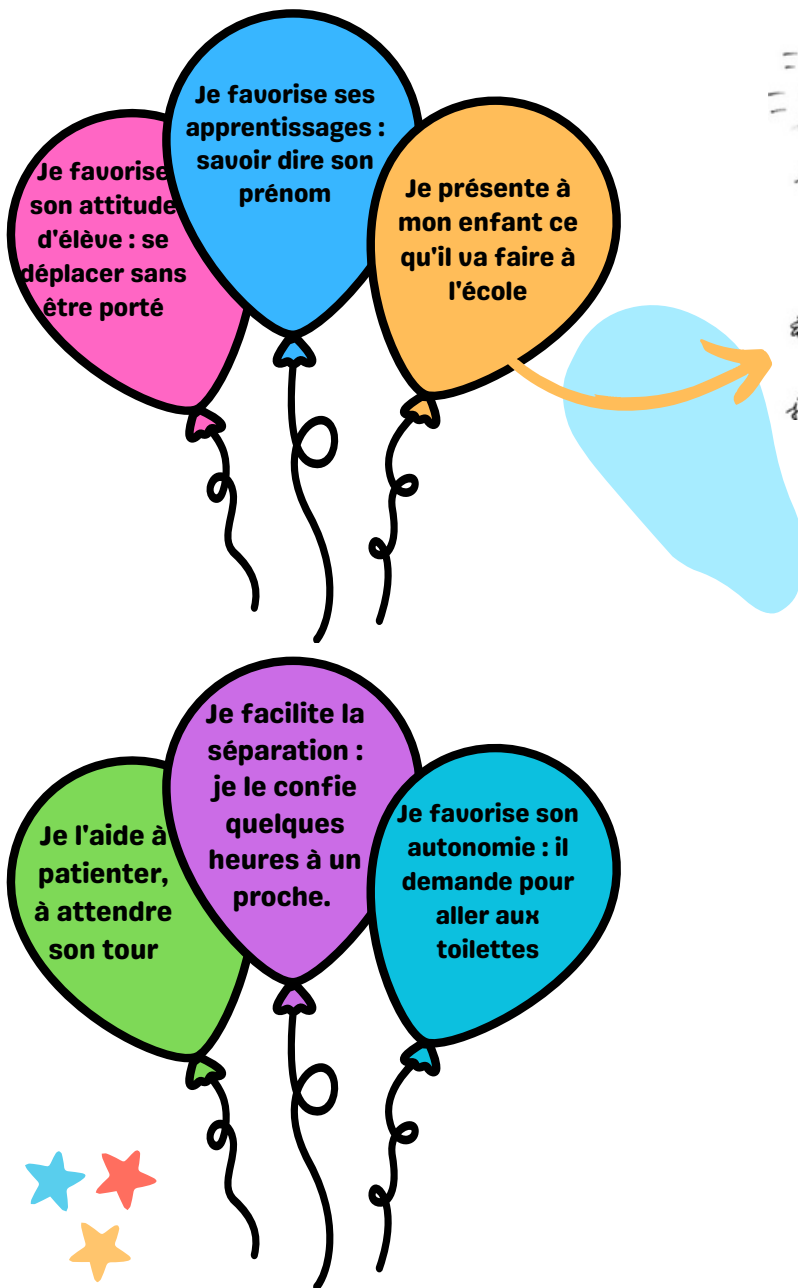 Je favorise
son attitude
d'élève : se
déplacer sans
être porté
Je favorise ses
apprentissages :
savoir dire son
prénom
Je présente à
mon enfant ce
qu'il va faire à
l'école
Je l'aide à
patienter,
à attendre
son tour
Je facilite la
séparation :
je le confie
quelques
heures à un
proche.
Je favorise son
autonomie : il
demande pour
aller aux
toilettes